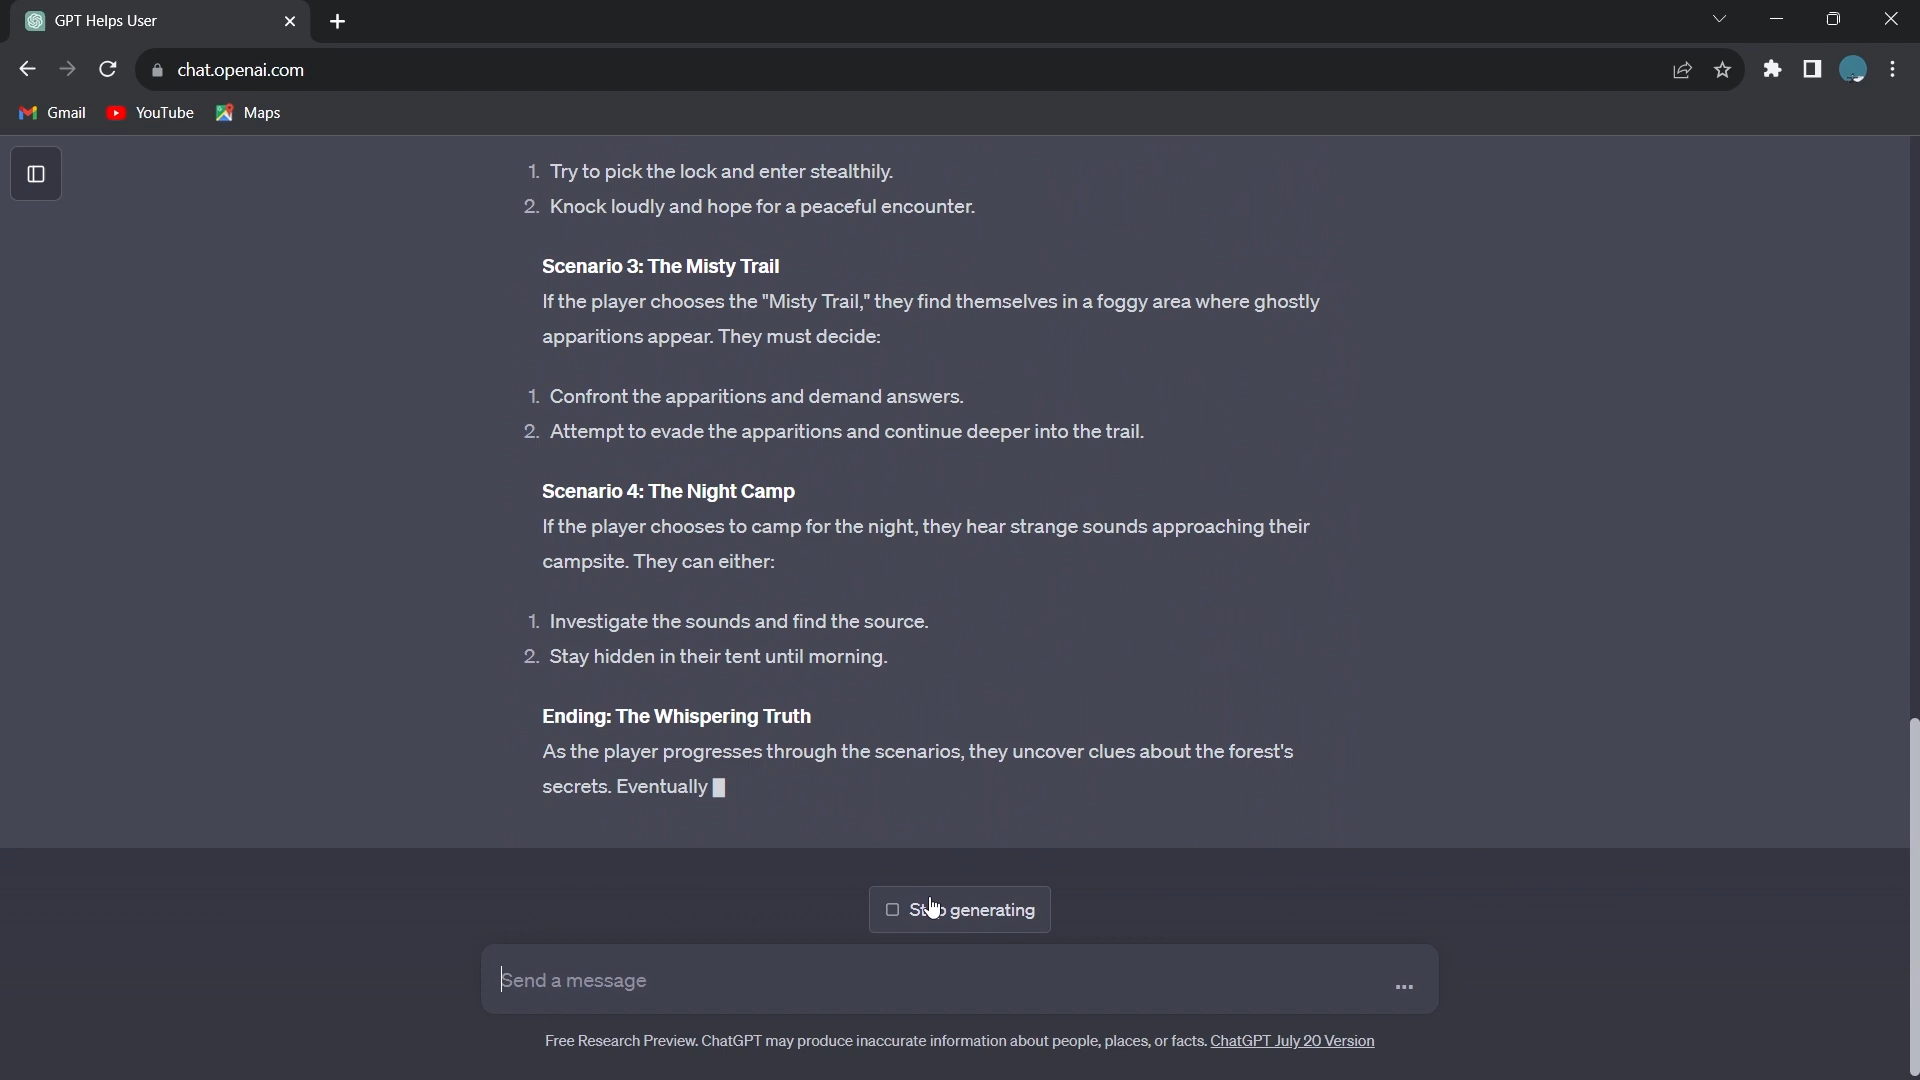 GPT Helps User
chat.openai.com
Gmail YouTube Maps
1. Try to pick the lock and enter stealthily.
2. Knock loudly and hope for a peaceful encounter.
Scenario 3: The Misty Trail
If the player chooses the "Misty Trail," they find themselves in a foggy area where ghostly
apparitions appear. They must decide:
1. Confront the apparitions and demand answers.
2. Attempt to evade the apparitions and continue deeper into the trail.
Scenario 4: The Night Camp
If the player chooses to camp for the night, they hear strange sounds approaching their
campsite. They can either:
1. Investigate the sounds and find the source.
2. Stay hidden in their tent until morning.
Ending: The Whispering Truth
As the player progresses through the scenarios, they uncover clues about the forest's
secrets. Eventually
Stop generating
Send a message
Free Research Preview. ChatGPT may produce inaccurate information about people, places, or facts. ChatGPT July 20 Version